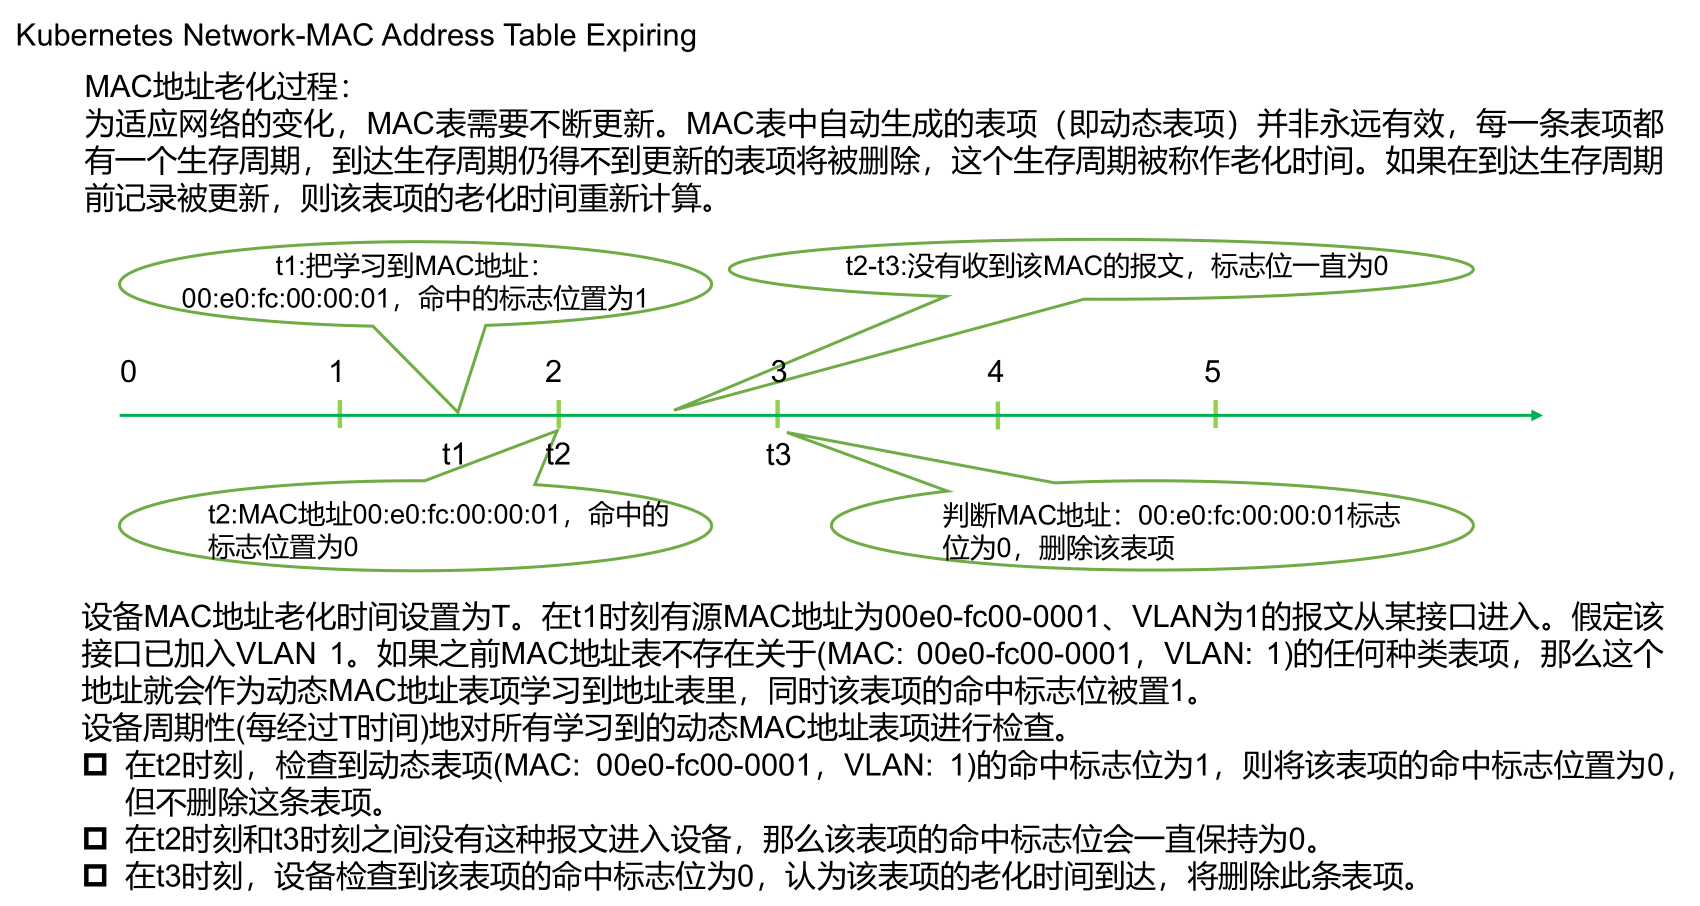 Kubernetes Network-MAC Address Table Expiring
MAC地址老化过程：
为适应网络的变化，MAC表需要不断更新。MAC表中自动生成的表项（即动态表项）并非永远有效，每一条表项都
有一个生存周期，到达生存周期仍得不到更新的表项将被删除，这个生存周期被称作老化时间。如果在到达生存周期
前记录被更新，则该表项的老化时间重新计算。
t1:把学习到MAC地址：
00:e0:fc:00:00:01，命中的标志位置为1
t2-t3:没有收到该MAC的报文，标志位一直为0
0 1 2 3 4 5
t1 t2 t3
t2:MAC地址00:e0:fc:00:00:01，命中的
标志位置为0
判断MAC地址：00:e0:fc:00:00:01标志
位为0，删除该表项
设备MAC地址老化时间设置为T。在t1时刻有源MAC地址为00e0-fc00-0001、VLAN为1的报文从某接口进入。假定该
接口已加入VLAN 1。如果之前MAC地址表不存在关于(MAC: 00e0-fc00-0001，VLAN: 1)的任何种类表项，那么这个
地址就会作为动态MAC地址表项学习到地址表里，同时该表项的命中标志位被置1。
设备周期性(每经过T时间)地对所有学习到的动态MAC地址表项进行检查。
在t2时刻，检查到动态表项(MAC: 00e0-fc00-0001，VLAN: 1)的命中标志位为1，则将该表项的命中标志位置为0，
但不删除这条表项。
在t2时刻和t3时刻之间没有这种报文进入设备，那么该表项的命中标志位会一直保持为0。
在t3时刻，设备检查到该表项的命中标志位为0，认为该表项的老化时间到达，将删除此条表项。